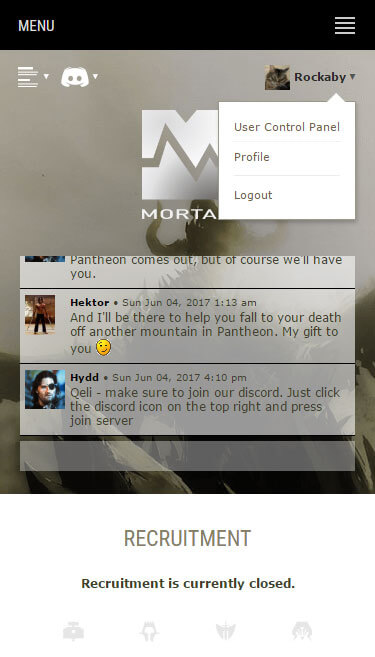 MENU
Rockaby
User Control Panel
Profile
Logout
MORTA
Pantheon comes out, but of course we'll have
you.
Hektor • Sun Jun 04, 2017 1:13 am
And I'll be there to help you fall to your death
off another mountain in Pantheon. My gift to
you
Hydd • Sun Jun 04, 2017 4:10 pm
Qeli - make sure to join our discord. Just click
the discord icon on the top right and press
join server
RECRUITMENT
Recruitment is currently closed.